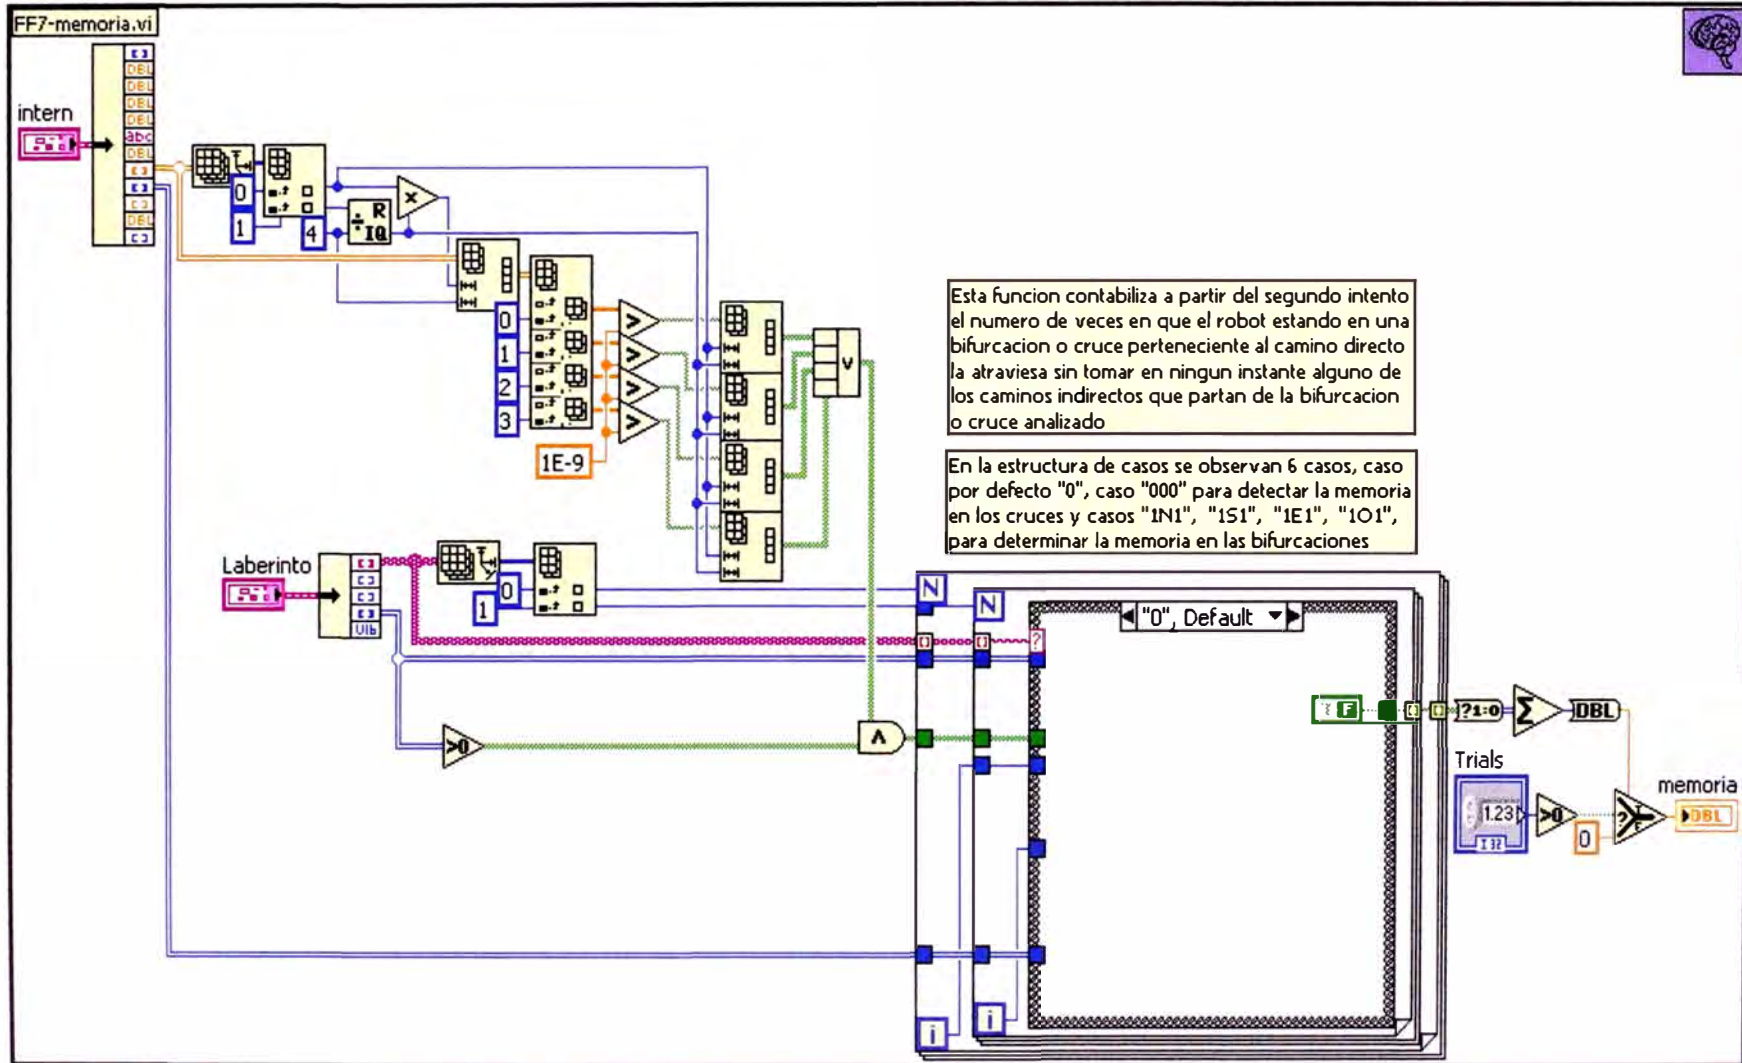 FF7-memoria.vi
[ ]
DBL
DBL
DBL
DBL
abc
DBL
[ ]
[ ]
[ ]
DBL
[ ]
intern
0
1
4
R
IQ
x
0
1
2
3
>
>
>
>
1E-9
V
Esta funcion contabiliza a partir del segundo intento
el numero de veces en que el robot estando en una
bifurcacion o cruce perteneciente al camino directo
la atraviesa sin tomar en ningun instante alguno de
los caminos indirectos que partan de la bifurcacion
o cruce analizado
En la estructura de casos se observan 6 casos, caso
por defecto "0", caso "000" para detectar la memoria
en los cruces y casos "1N1", "1S1", "1E1", "1O1",
para determinar la memoria en las bifurcaciones
Laberinto
[ ]
[ ]
[ ]
[ ]
0
1
N
N
"0", Default
?
F
?1:0
Σ
DBL
>0
Λ
Trials
1.23
I32
>0
0
?
T
F
memoria
DBL
i
i